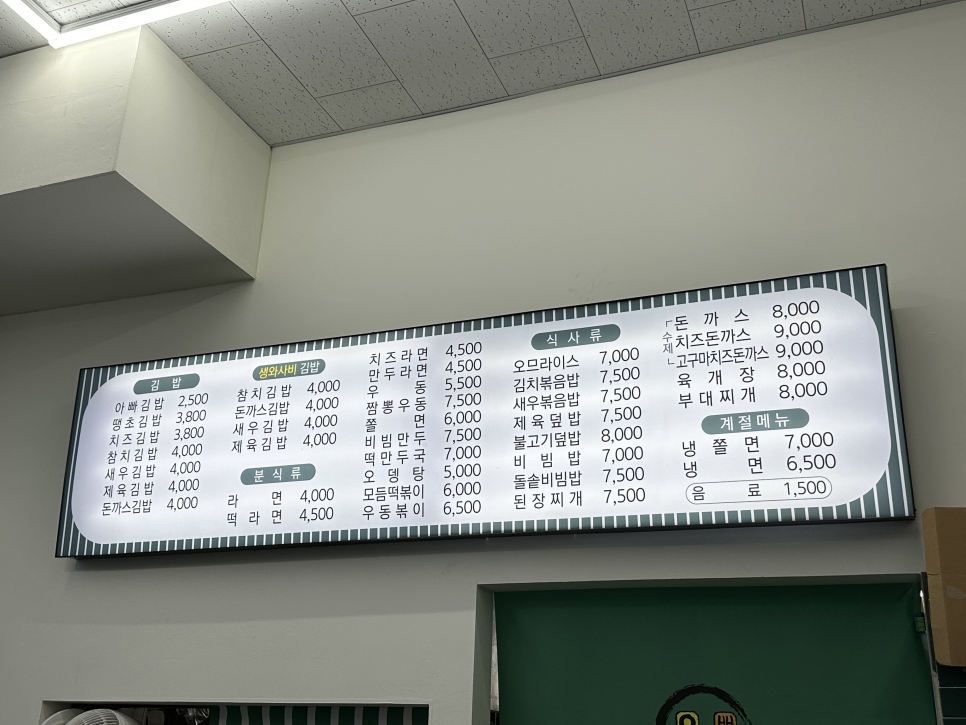 김 밥
아빠김밥 2,500
땡초김밥 3,800
치즈김밥 3,800
참치김밥 4,000
새우김밥 4,000
제육김밥 4,000
돈까스김밥 4,000
생와사비 김밥
참치김밥 4,000
돈까스김밥 4,000
새우김밥 4,000
제육김밥 4,000
분식류
라 면 4,000
떡라면 4,500
치즈라면 4,500
만두라면 4,500
우 동 5,500
짬뽕우동 7,500
쫄 면 6,000
비빔만두 7,500
떡만두국 7,000
오뎅탕 5,000
모듬떡볶이 6,000
우동볶이 6,500
식사류
오므라이스 7,000
김치볶음밥 7,500
새우볶음밥 7,500
제육덮밥 7,500
불고기덮밥 8,000
비빔밥 7,000
돌솥비빔밥 7,500
된장찌개 7,500
수제
돈까스 8,000
치즈돈까스 9,000
고구마치즈돈까스 9,000
육개장 8,000
부대찌개 8,000
계절메뉴
냉쫄면 7,000
냉 면 6,500
음 료 1,500